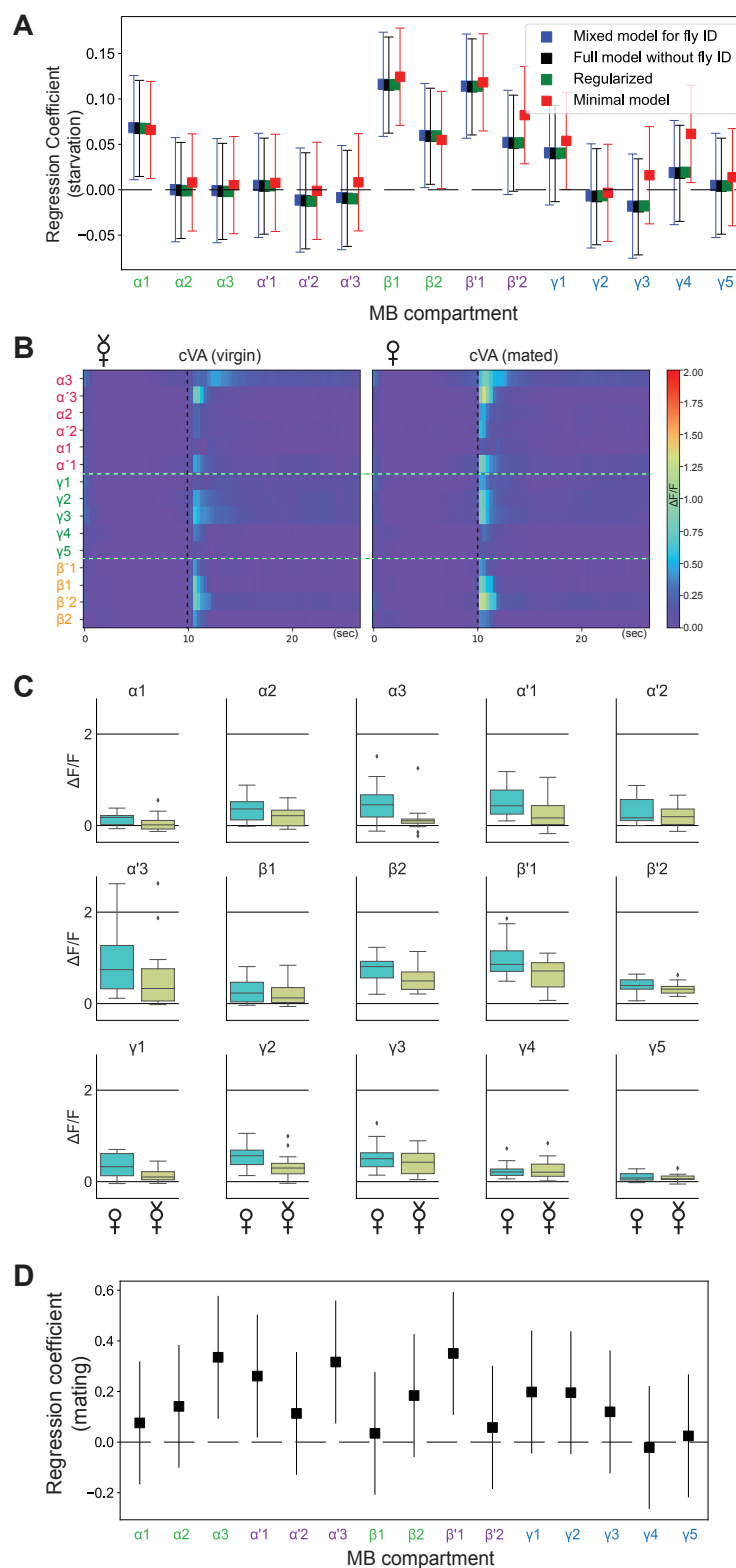 A
Regression Coefficient
(starvation)
0.15
0.10
0.05
0.00
−0.05
Mixed model for fly ID
Full model without fly ID
Regularized
Minimal model
α1 α2 α3 α'1 α'2 α'3 β1 β2 β'1 β'2 γ1 γ2 γ3 γ4 γ5
MB compartment
B
cVA (virgin) cVA (mated)
α3
α´3
α2
α´2
α1
α´1
γ1
γ2
γ3
γ4
γ5
β´1
β1
β´2
β2
0 10 20 (sec)
0 10 20 (sec)
2.00
1.75
1.50
1.25
1.00
0.75
0.50
0.25
0.00
ΔF/F
C
α1 α2 α3 α'1 α'2
ΔF/F
2
0
α'3 β1 β2 β'1 β'2
ΔF/F
2
0
γ1 γ2 γ3 γ4 γ5
ΔF/F
2
0
D
Regression coefficient
(mating)
0.6
0.4
0.2
0.0
−0.2
α1 α2 α3 α'1 α'2 α'3 β1 β2 β'1 β'2 γ1 γ2 γ3 γ4 γ5
MB compartment